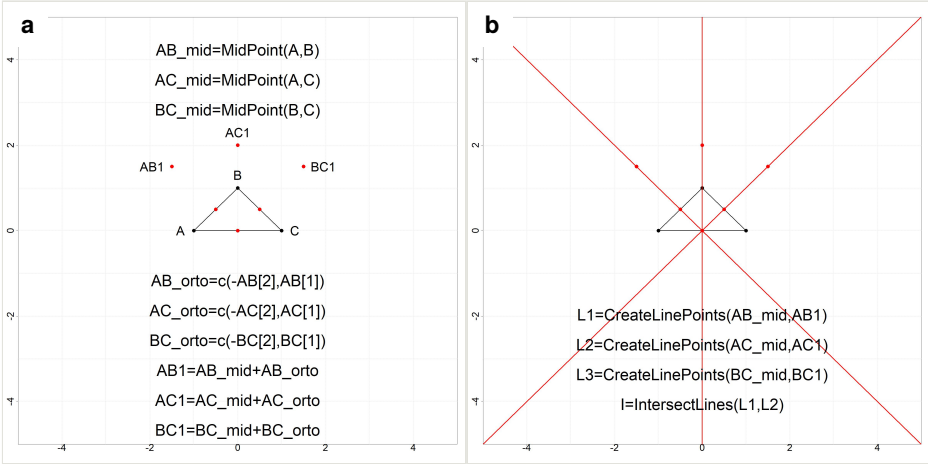 a
AB_mid=MidPoint(A,B)
AC_mid=MidPoint(A,C)
BC_mid=MidPoint(B,C)
AC1
AB1
BC1
B
A
C
AB_orto=c(-AB[2],AB[1])
AC_orto=c(-AC[2],AC[1])
BC_orto=c(-BC[2],BC[1])
AB1=AB_mid+AB_orto
AC1=AC_mid+AC_orto
BC1=BC_mid+BC_orto
4
2
0
-2
-4
-4 -2 0 2 4
b
L1=CreateLinePoints(AB_mid,AB1)
L2=CreateLinePoints(AC_mid,AC1)
L3=CreateLinePoints(BC_mid,BC1)
I=IntersectLines(L1,L2)
4
2
0
-2
-4
-4 -2 0 2 4